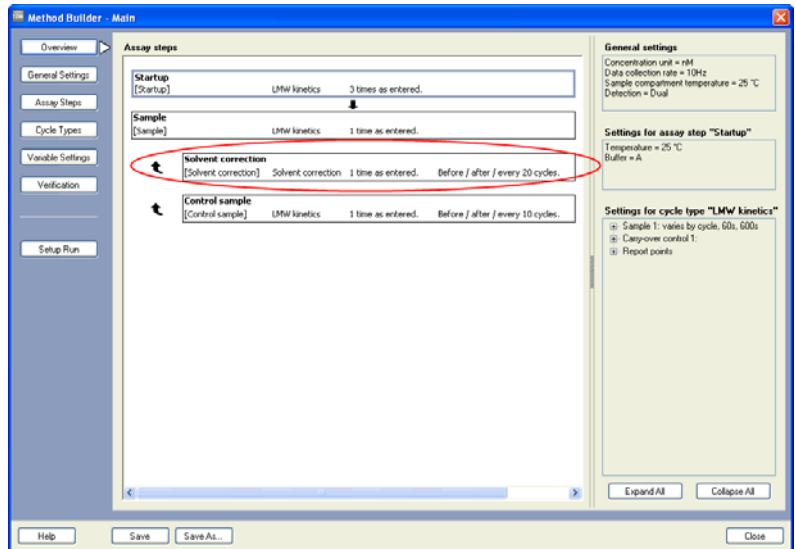 Method Builder - Main
Overview
General Settings
Assay Steps
Cycle Types
Variable Settings
Verification
Setup Run
Assay steps
Startup
[Startup] LMW kinetics 3 times as entered.
Sample
[Sample] LMW kinetics 1 time as entered.
Solvent correction
[Solvent correction] Solvent correction 1 time as entered. Before / after / every 20 cycles.
Control sample
[Control sample] LMW kinetics 1 time as entered. Before / after / every 10 cycles.
General settings
Concentration unit = nM
Data collection rate = 10Hz
Sample compartment temperature = 25 °C
Detection = Dual
Settings for assay step "Startup"
Temperature = 25 °C
Buffer = A
Settings for cycle type "LMW kinetics"
Sample 1: varies by cycle, 60s, 600s
Carry-over control 1:
Report points
Expand All Collapse All
Help Save Save As... Close